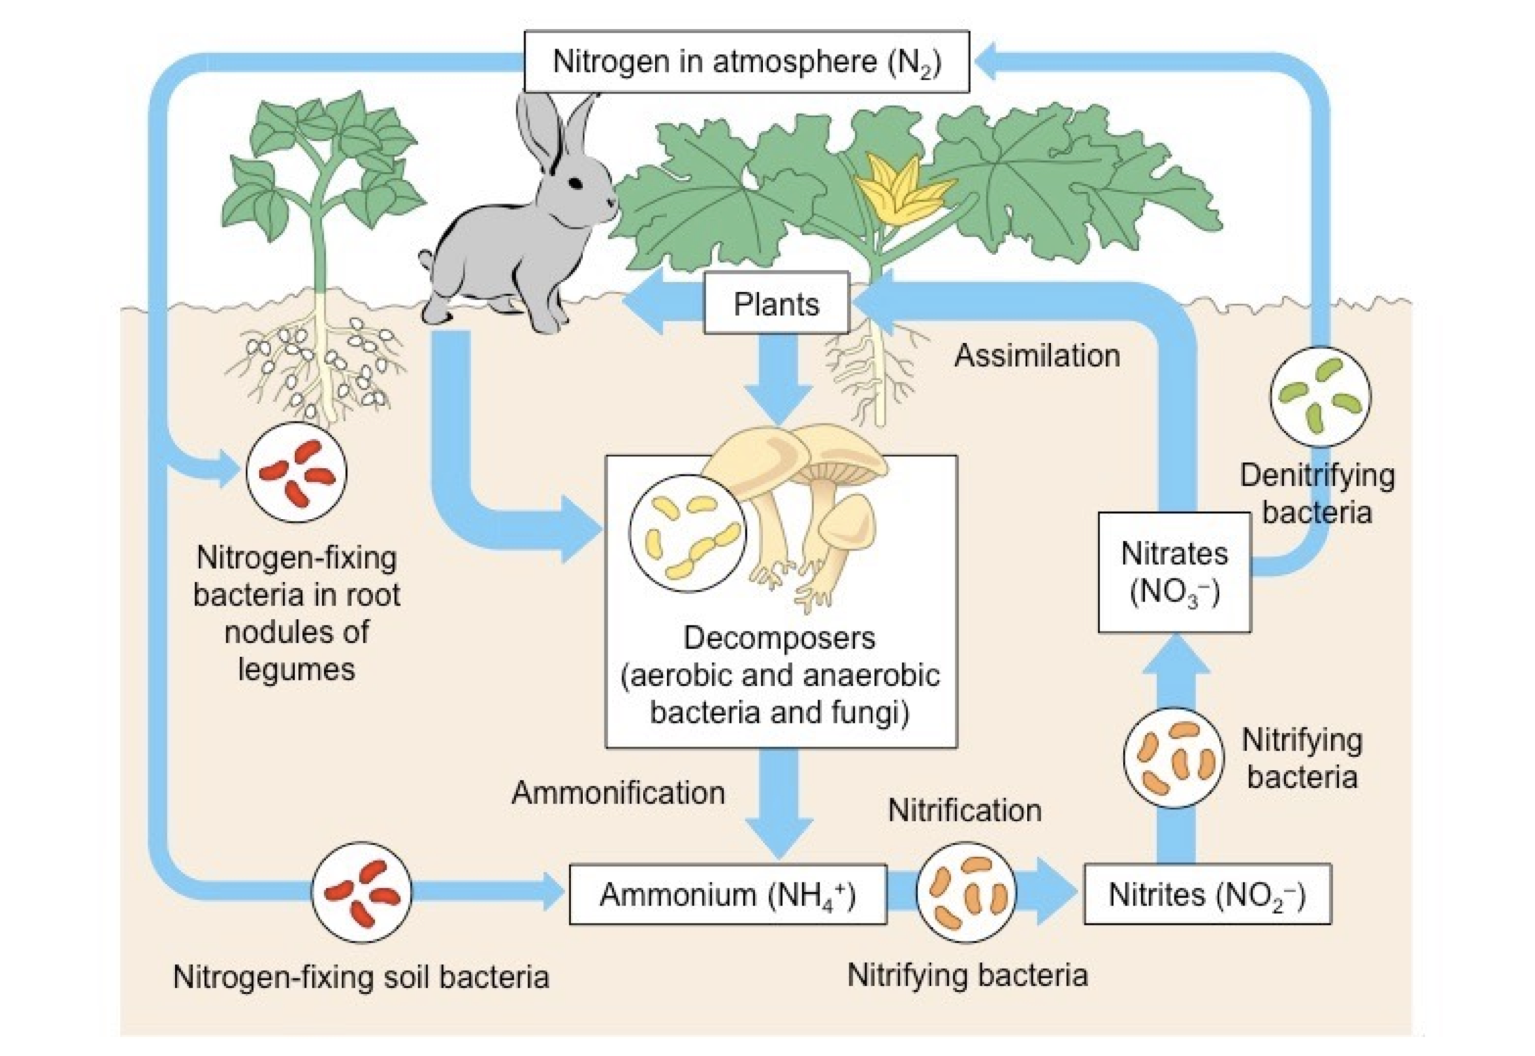 Nitrogen in atmosphere (N₂)
Plants
Assimilation
Denitrifying
bacteria
Nitrogen-fixing
bacteria in root
nodules of
legumes
Nitrates
(NO₃⁻)
Decomposers
(aerobic and anaerobic
bacteria and fungi)
Nitrifying
bacteria
Ammonification
Nitrification
Ammonium (NH₄⁺)
Nitrites (NO₂⁻)
Nitrogen-fixing soil bacteria
Nitrifying bacteria